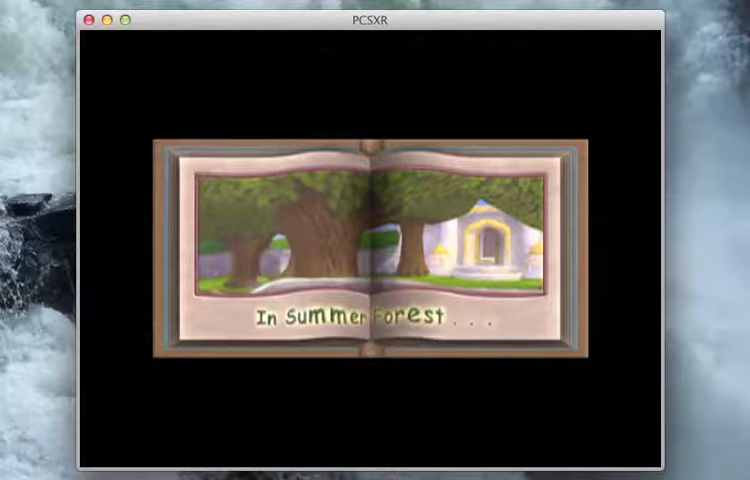 PCSXR
In Summer Forest . . .